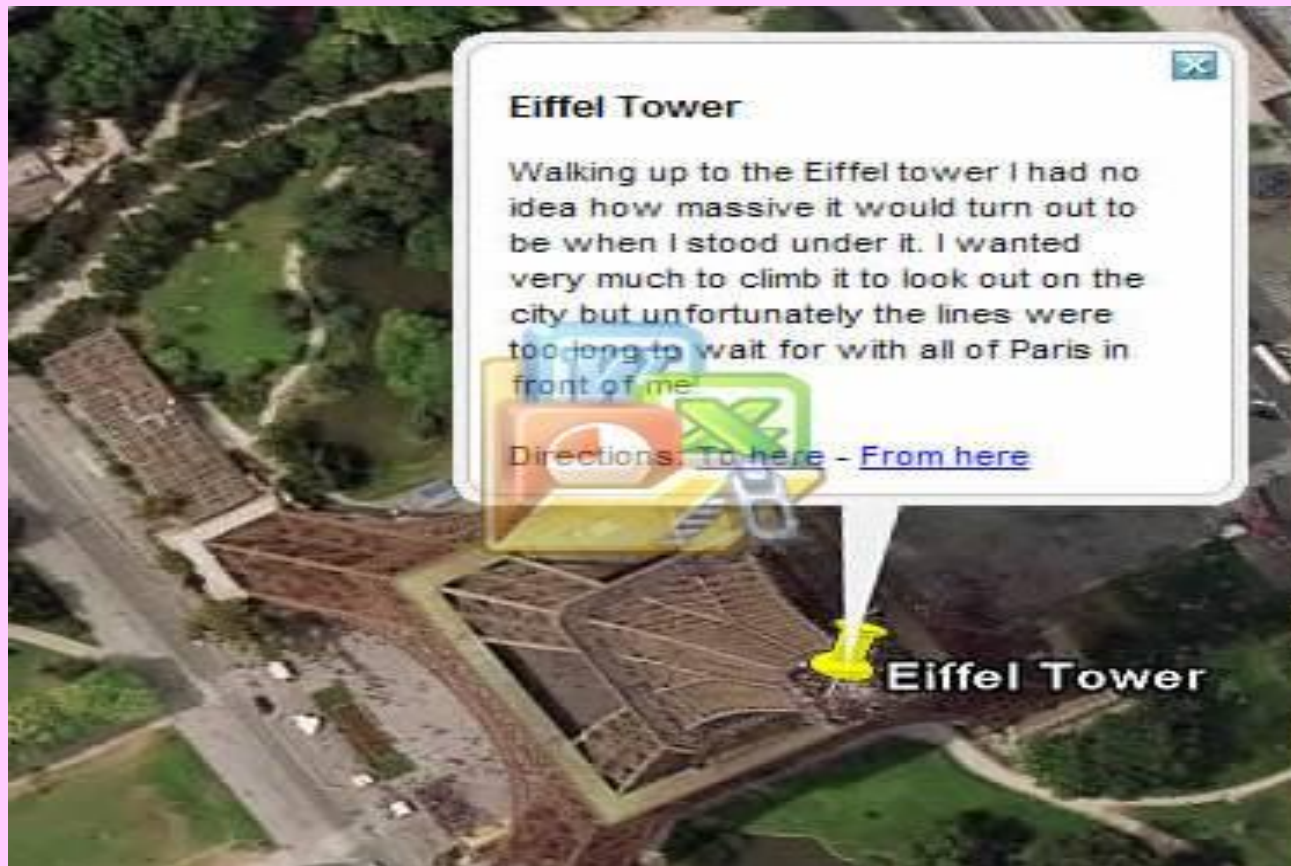 Eiffel Tower
Walking up to the Eiffel tower I had no
idea how massive it would turn out to
be when I stood under it. I wanted
very much to climb it to look out on the
city but unfortunately the lines were
too long to wait for with all of Paris in
front of me
Directions: To here - From here
Eiffel Tower